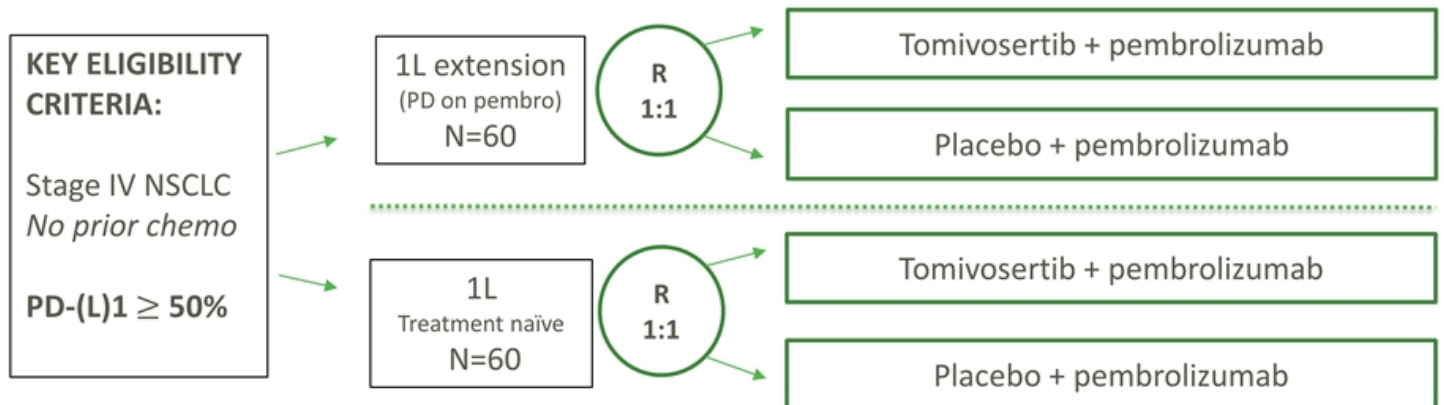 KEY ELIGIBILITY
CRITERIA:
Stage IV NSCLC
No prior chemo
PD-(L)1 ≥ 50%
1L extension
(PD on pembro)
N=60
R
1:1
Tomivosertib + pembrolizumab
Placebo + pembrolizumab
1L
Treatment naïve
N=60
R
1:1
Tomivosertib + pembrolizumab
Placebo + pembrolizumab